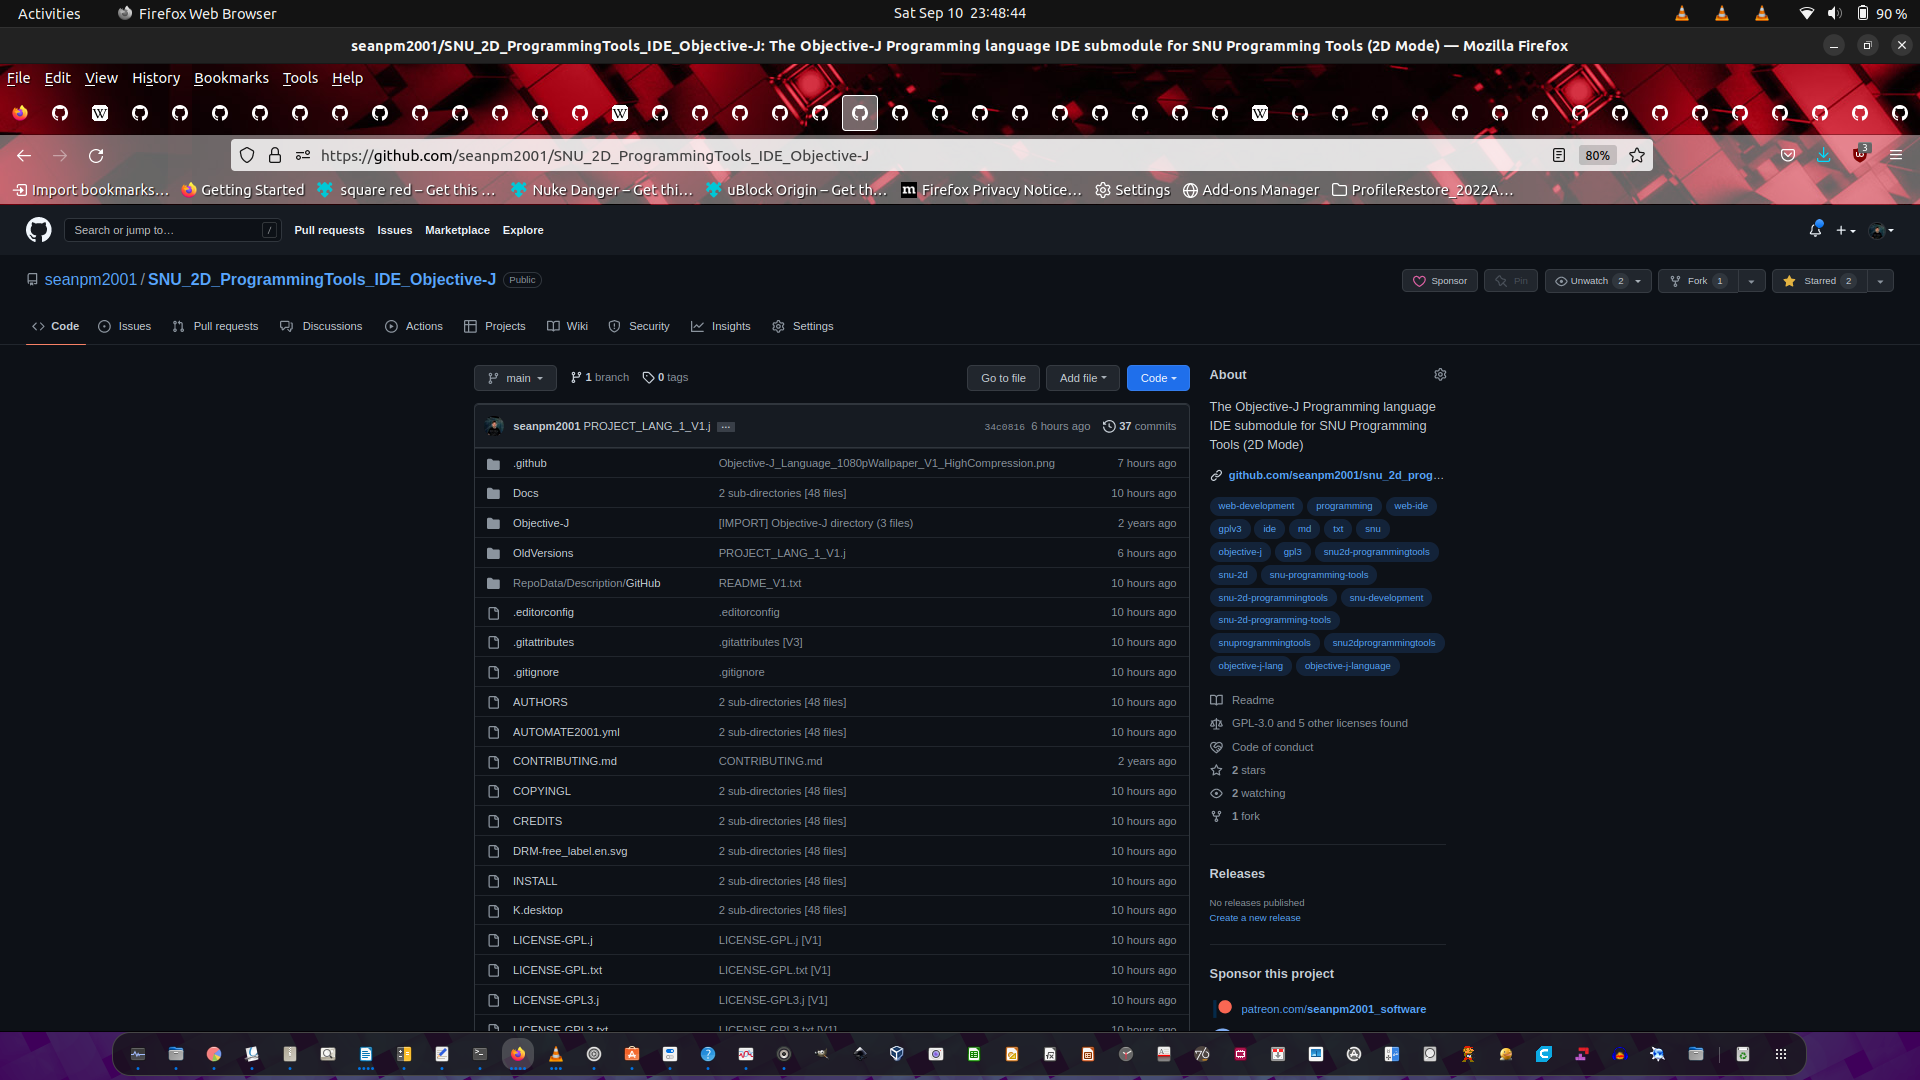 Activities Firefox Web Browser Sat Sep 10 23:48:44 90 %
seanpm2001/SNU_2D_ProgrammingTools_IDE_Objective-J: The Objective-J Programming language IDE submodule for SNU Programming Tools (2D Mode) — Mozilla Firefox
File Edit View History Bookmarks Tools Help
https://github.com/seanpm2001/SNU_2D_ProgrammingTools_IDE_Objective-J 80% 3
Import bookmarks… Getting Started square red – Get this … Nuke Danger – Get thi… uBlock Origin – Get th… Firefox Privacy Notice… Settings Add-ons Manager ProfileRestore_2022A…
Search or jump to… / Pull requests Issues Marketplace Explore
seanpm2001 / SNU_2D_ProgrammingTools_IDE_Objective-J Public Sponsor Pin Unwatch 2 Fork 1 Starred 2
Code Issues Pull requests Discussions Actions Projects Wiki Security Insights Settings
main 1 branch 0 tags Go to file Add file Code
seanpm2001 PROJECT_LANG_1_V1.j … 34c0816 6 hours ago 37 commits
.github Objective-J_Language_1080pWallpaper_V1_HighCompression.png 7 hours ago
Docs 2 sub-directories [48 files] 10 hours ago
Objective-J [IMPORT] Objective-J directory (3 files) 2 years ago
OldVersions PROJECT_LANG_1_V1.j 6 hours ago
RepoData/Description/GitHub README_V1.txt 10 hours ago
.editorconfig .editorconfig 10 hours ago
.gitattributes .gitattributes [V3] 10 hours ago
.gitignore .gitignore 10 hours ago
AUTHORS 2 sub-directories [48 files] 10 hours ago
AUTOMATE2001.yml 2 sub-directories [48 files] 10 hours ago
CONTRIBUTING.md CONTRIBUTING.md 2 years ago
COPYINGL 2 sub-directories [48 files] 10 hours ago
CREDITS 2 sub-directories [48 files] 10 hours ago
DRM-free_label.en.svg 2 sub-directories [48 files] 10 hours ago
INSTALL 2 sub-directories [48 files] 10 hours ago
K.desktop 2 sub-directories [48 files] 10 hours ago
LICENSE-GPL.j LICENSE-GPL.j [V1] 10 hours ago
LICENSE-GPL.txt LICENSE-GPL.txt [V1] 10 hours ago
LICENSE-GPL3.j LICENSE-GPL3.j [V1] 10 hours ago
LICENSE-GPL3.txt LICENSE-GPL3.txt [V1] 10 hours ago
About
The Objective-J Programming language
IDE submodule for SNU Programming
Tools (2D Mode)
github.com/seanpm2001/snu_2d_prog…
web-development programming web-ide
gplv3 ide md txt snu
objective-j gpl3 snu2d-programmingtools
snu-2d snu-programming-tools
snu-2d-programmingtools snu-development
snu-2d-programming-tools
snuprogrammingtools snu2dprogrammingtools
objective-j-lang objective-j-language
Readme
GPL-3.0 and 5 other licenses found
Code of conduct
2 stars
2 watching
1 fork
Releases
No releases published
Create a new release
Sponsor this project
patreon.com/seanpm2001_software